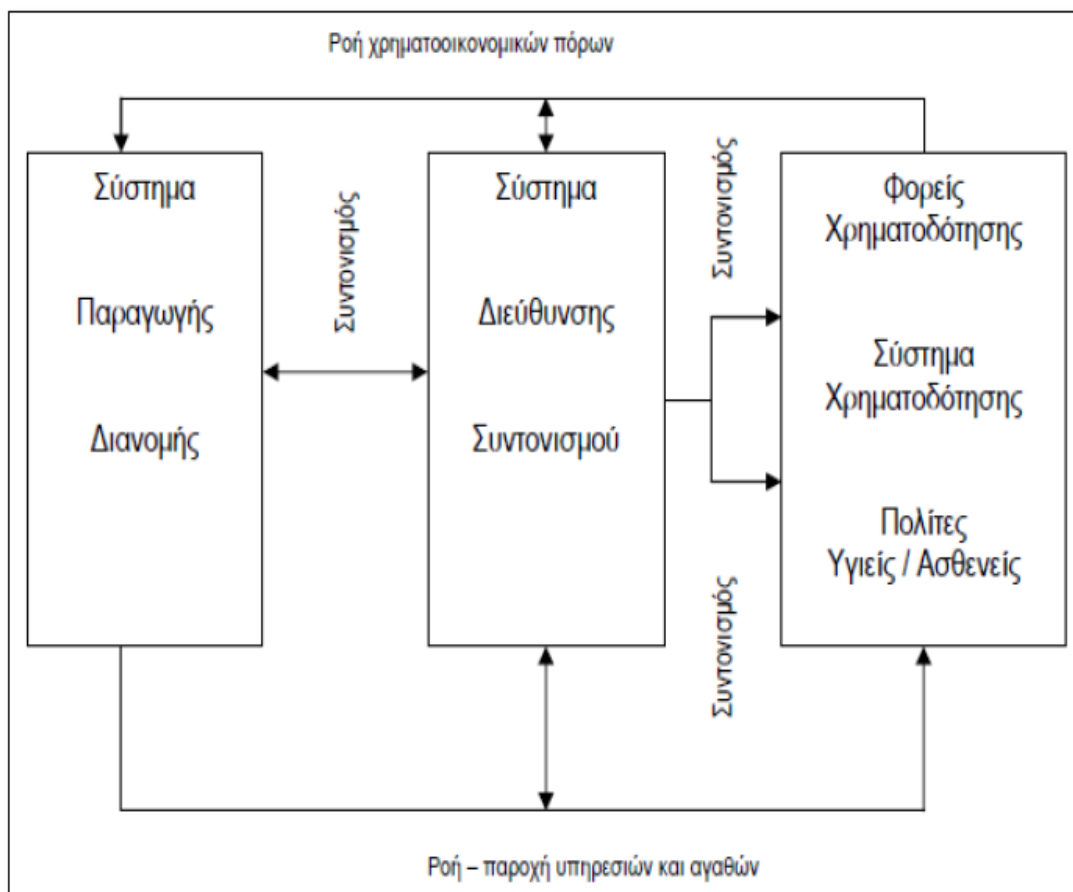 Ροή χρηματοοικονομικών πόρων
Σύστημα
Παραγωγής
Διανομής
Συντονισμός
Σύστημα
Διεύθυνσης
Συντονισμού
Συντονισμός
Συντονισμός
Φορείς
Χρηματοδότησης
Σύστημα
Χρηματοδότησης
Πολίτες
Υγιείς / Ασθενείς
Ροή – παροχή υπηρεσιών και αγαθών